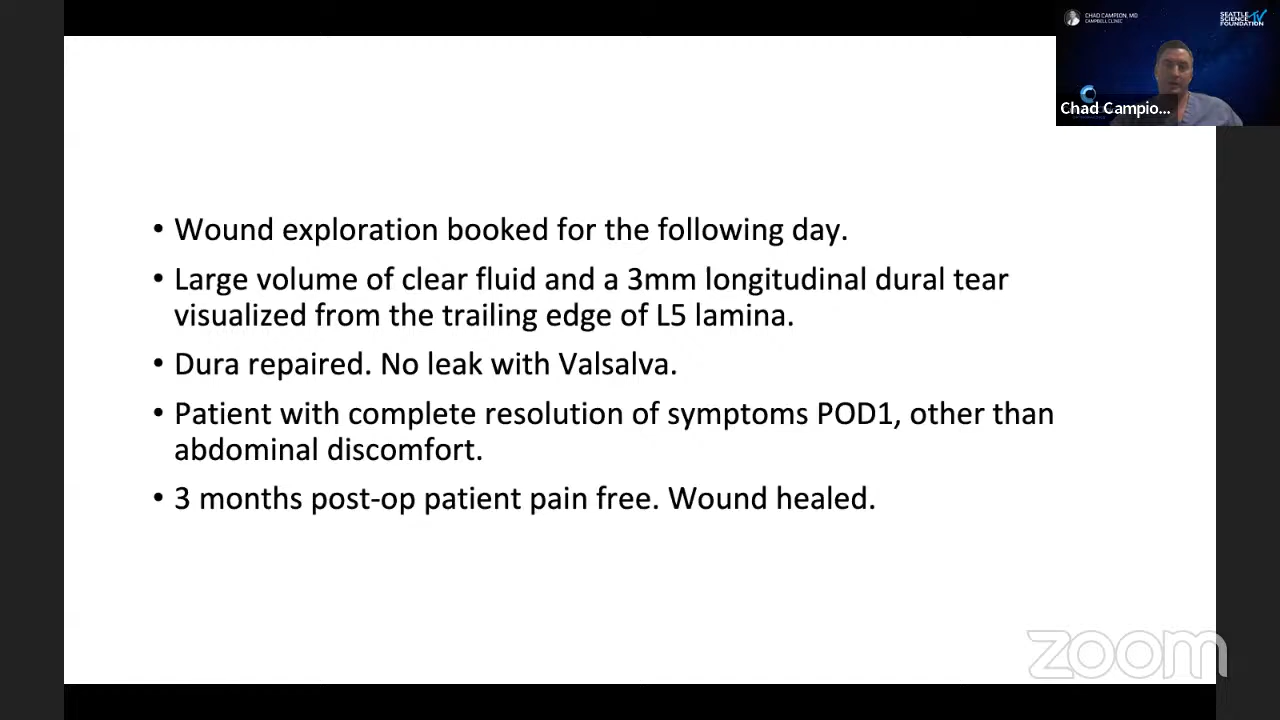 CHAD CAMPION, MD
CAMPBELL CLINIC
SEATTLE
SCIENCE TV
FOUNDATION
Chad Campio...
• Wound exploration booked for the following day.
• Large volume of clear fluid and a 3mm longitudinal dural tear
visualized from the trailing edge of L5 lamina.
• Dura repaired. No leak with Valsalva.
• Patient with complete resolution of symptoms POD1, other than
abdominal discomfort.
• 3 months post-op patient pain free. Wound healed.
zoom